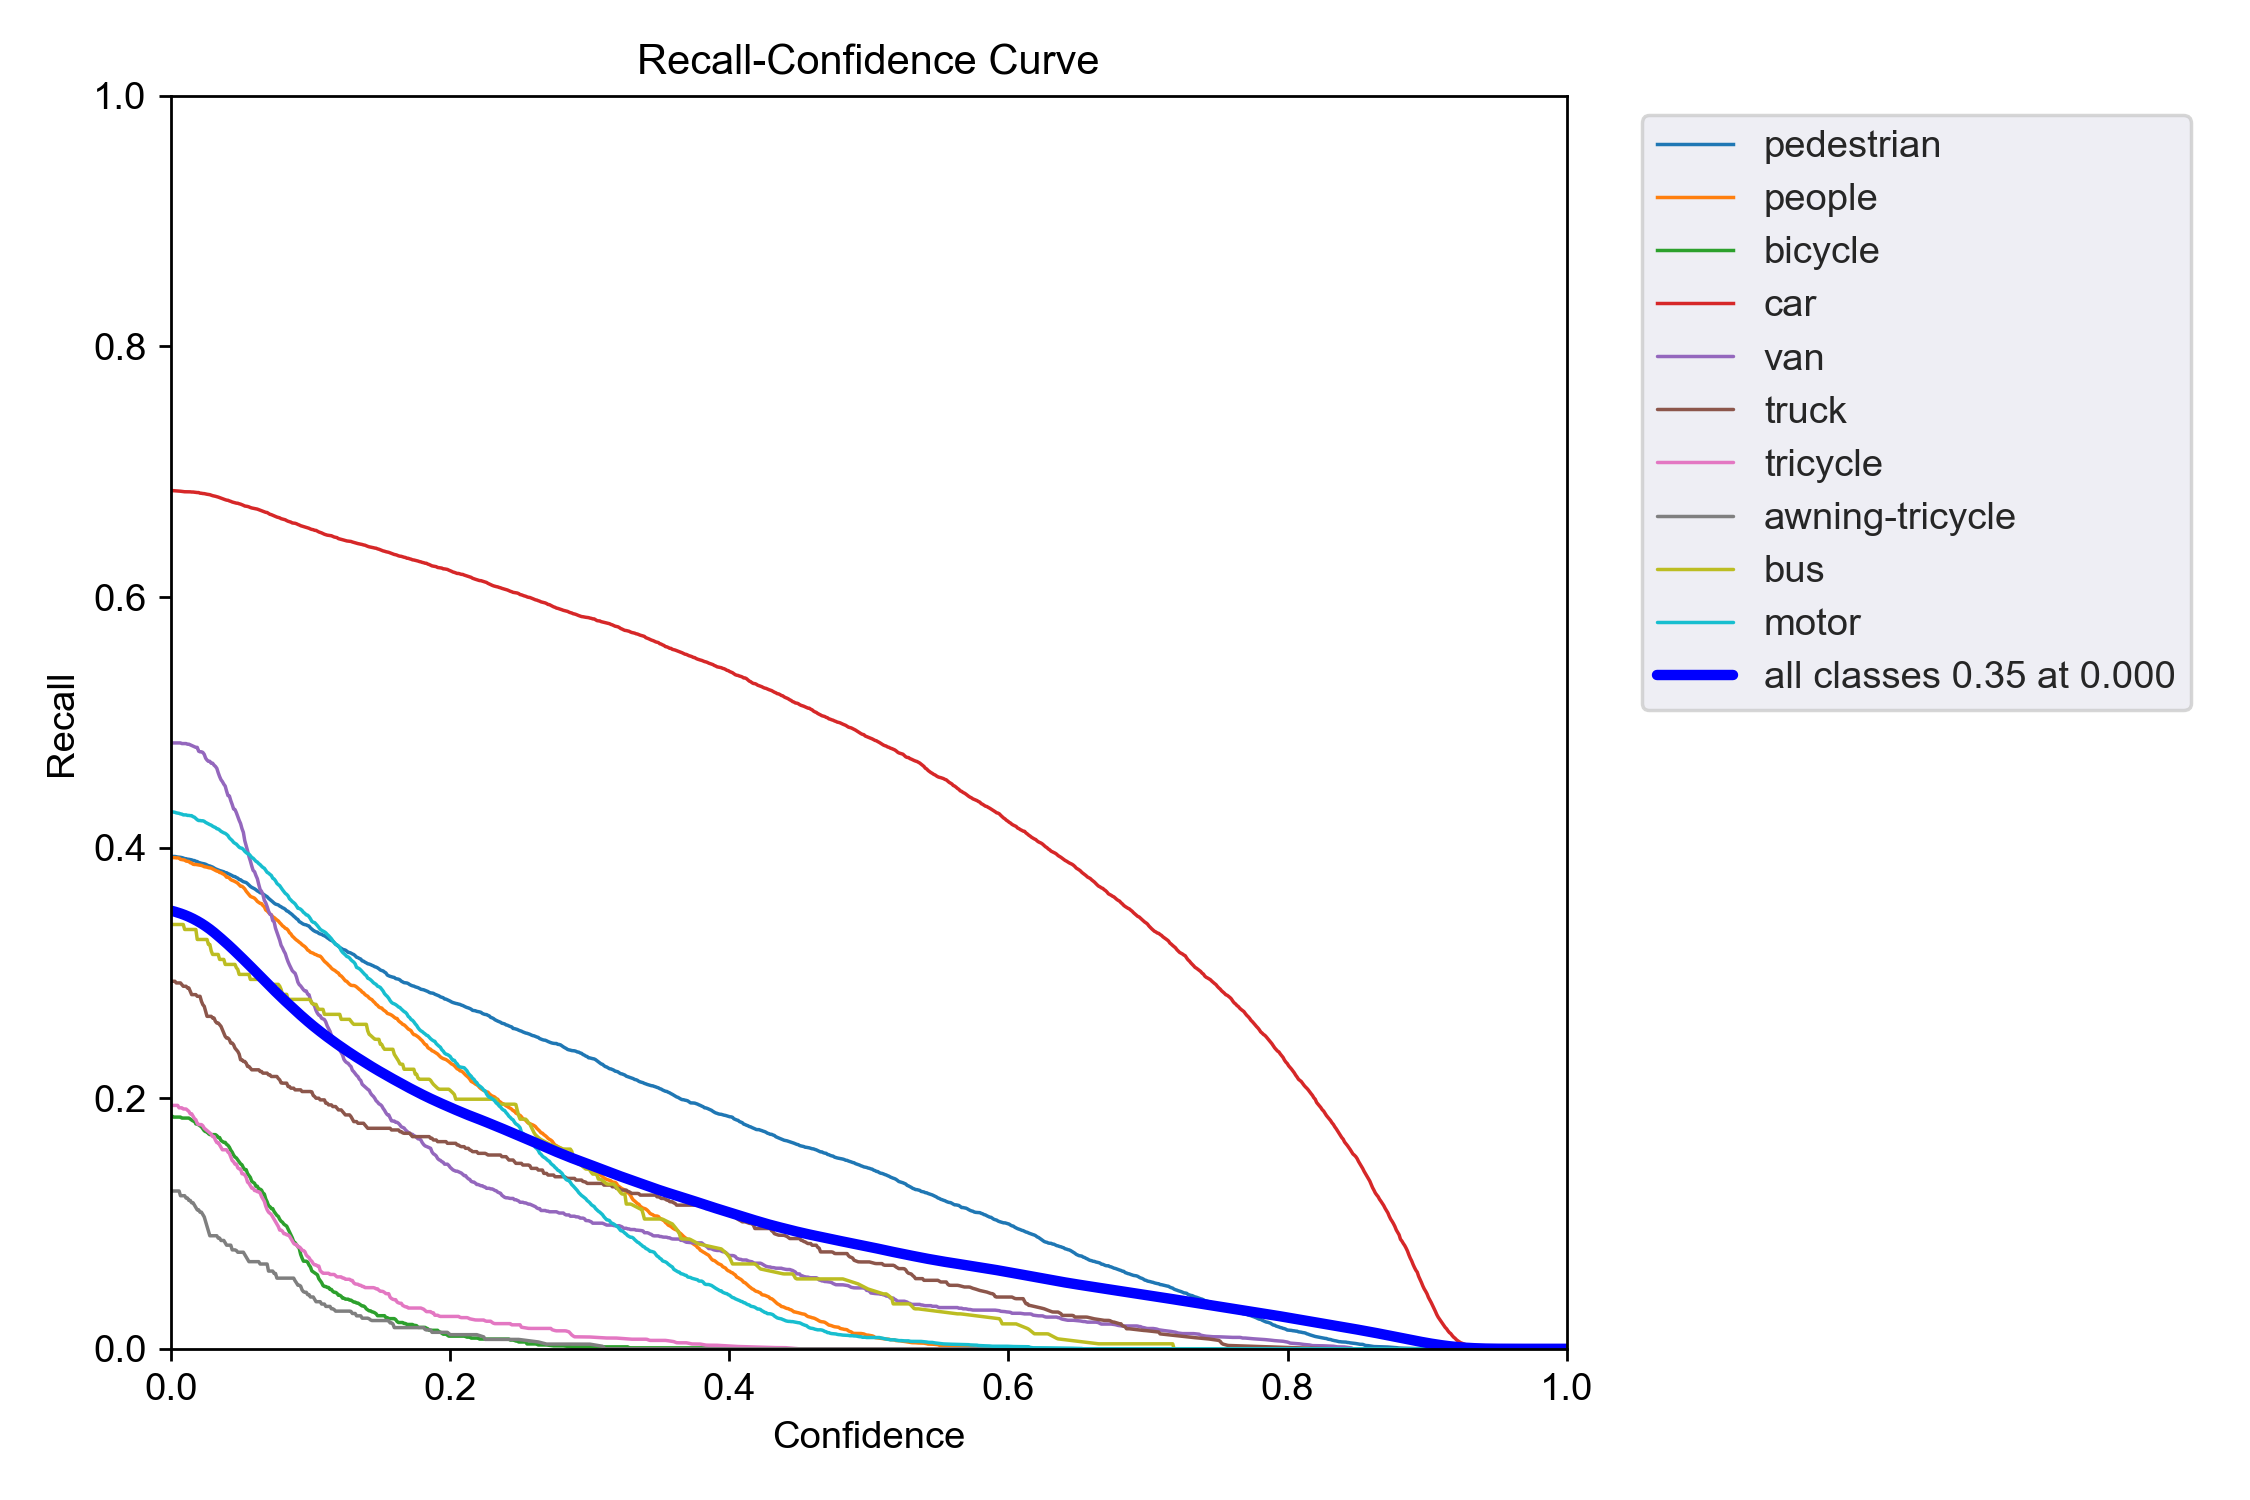 Recall-Confidence Curve
1.0
0.8
0.6
0.4
0.2
0.0
Recall
0.0 0.2 0.4 0.6 0.8 1.0
Confidence
pedestrian
people
bicycle
car
van
truck
tricycle
awning-tricycle
bus
motor
all classes 0.35 at 0.000